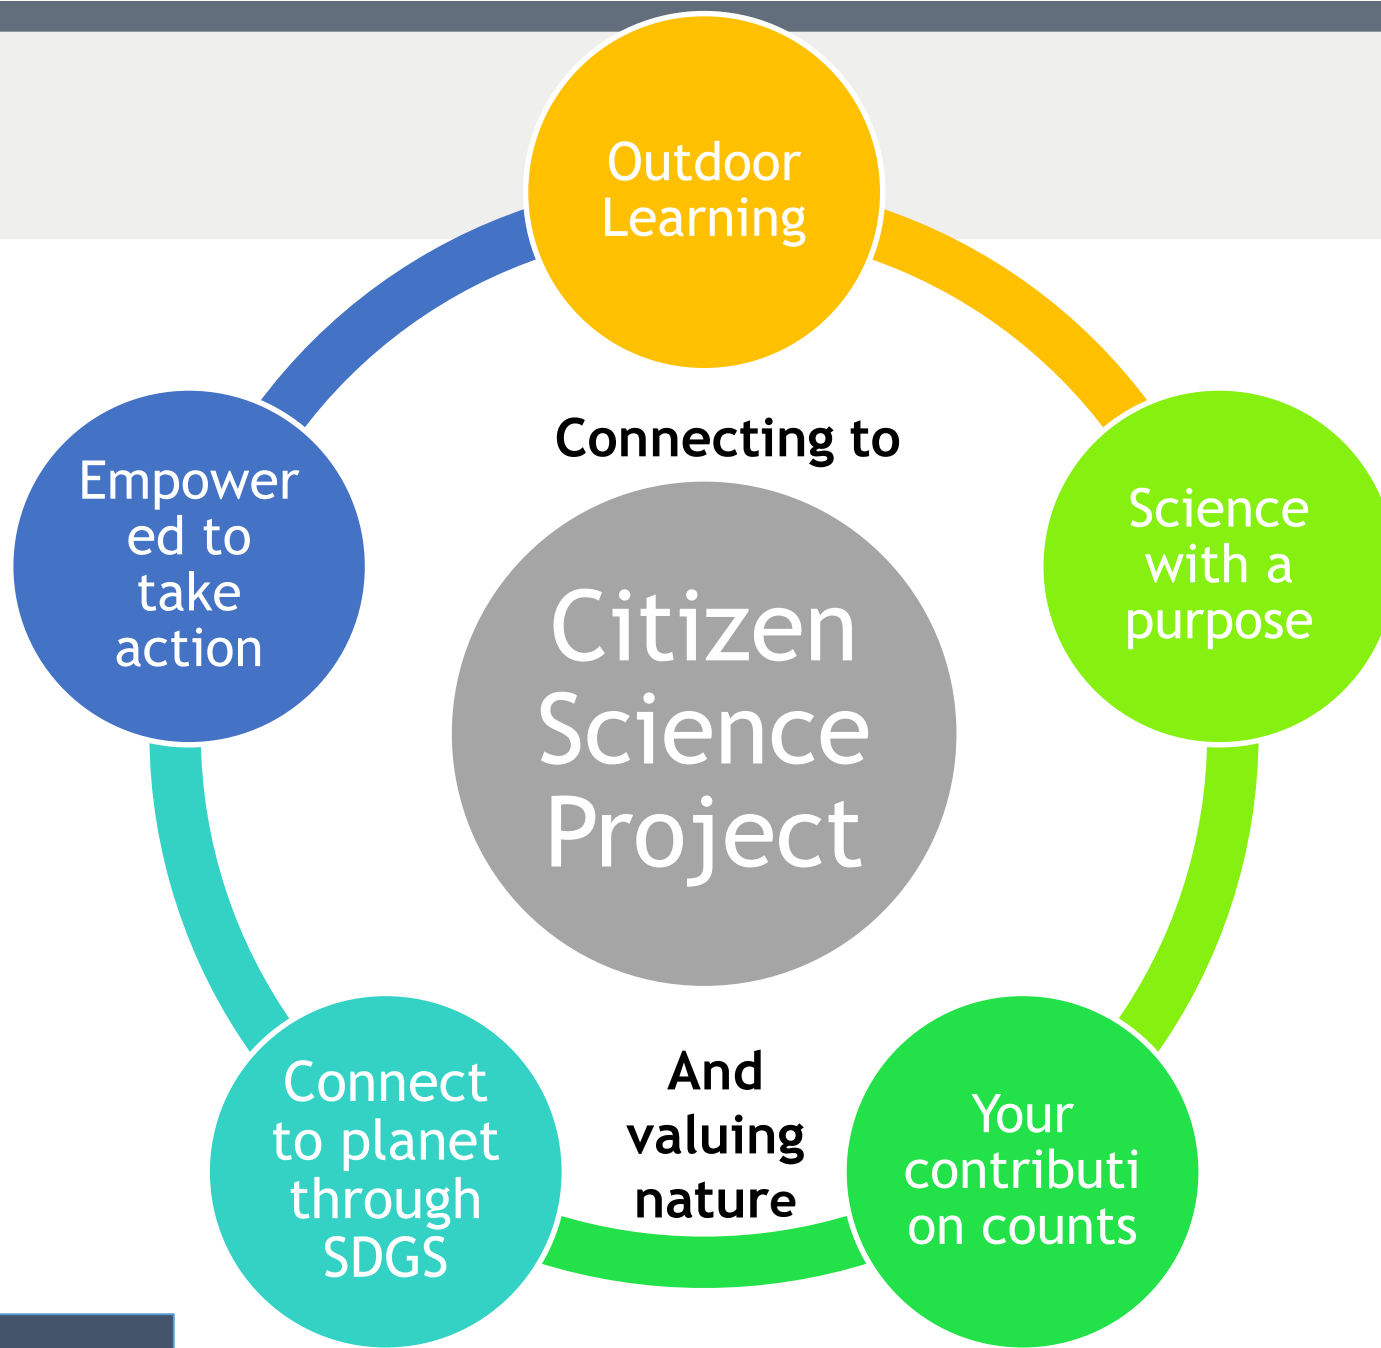 Outdoor
Learning
Connecting to
Empower
ed to
take
action
Science
with a
purpose
Citizen
Science
Project
Connect
to planet
through
SDGS
And
valuing
nature
Your
contributi
on counts